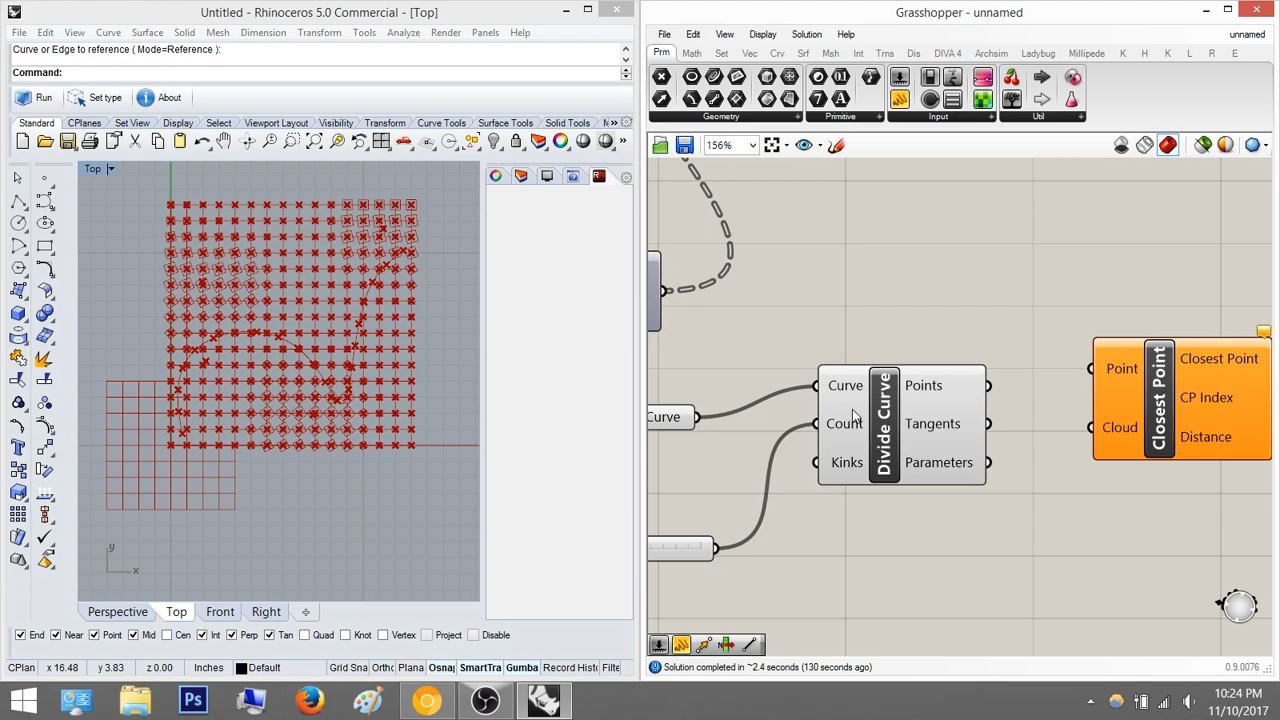 Untitled - Rhinoceros 5.0 Commercial - [Top]
File Edit View Curve Surface Solid Mesh Dimension Transform Tools Analyze Render Panels Help
Curve or Edge to reference ( Mode=Reference ):
Command:
Run Set type About
Standard CPlanes Set View Display Select Viewport Layout Visibility Transform Curve Tools Surface Tools Solid Tools
Top
y
x
Perspective Top Front Right
End Near Point Mid Cen Int Perp Tan Quad Knot Vertex Project Disable
CPlan x 16.48 y 3.83 z 0.00 Inches Default Grid Sna Ortho Plana Osnap SmartTra Gumba Record Histo Filte
Grasshopper - unnamed
File Edit View Display Solution Help unnamed
Prm Math Set Vec Crv Srf Msh Int Trns Dis DIVA 4 Archsim Ladybug Millipede K H K L R E
Geometry Primitive Input Util
156%
Curve
Curve
Count
Kinks
Divide Curve
Points
Tangents
Parameters
Point
Cloud
Closest Point
Closest Point
CP Index
Distance
Solution completed in ~2.4 seconds (130 seconds ago) 0.9.0076
Ps
10:24 PM
11/10/2017